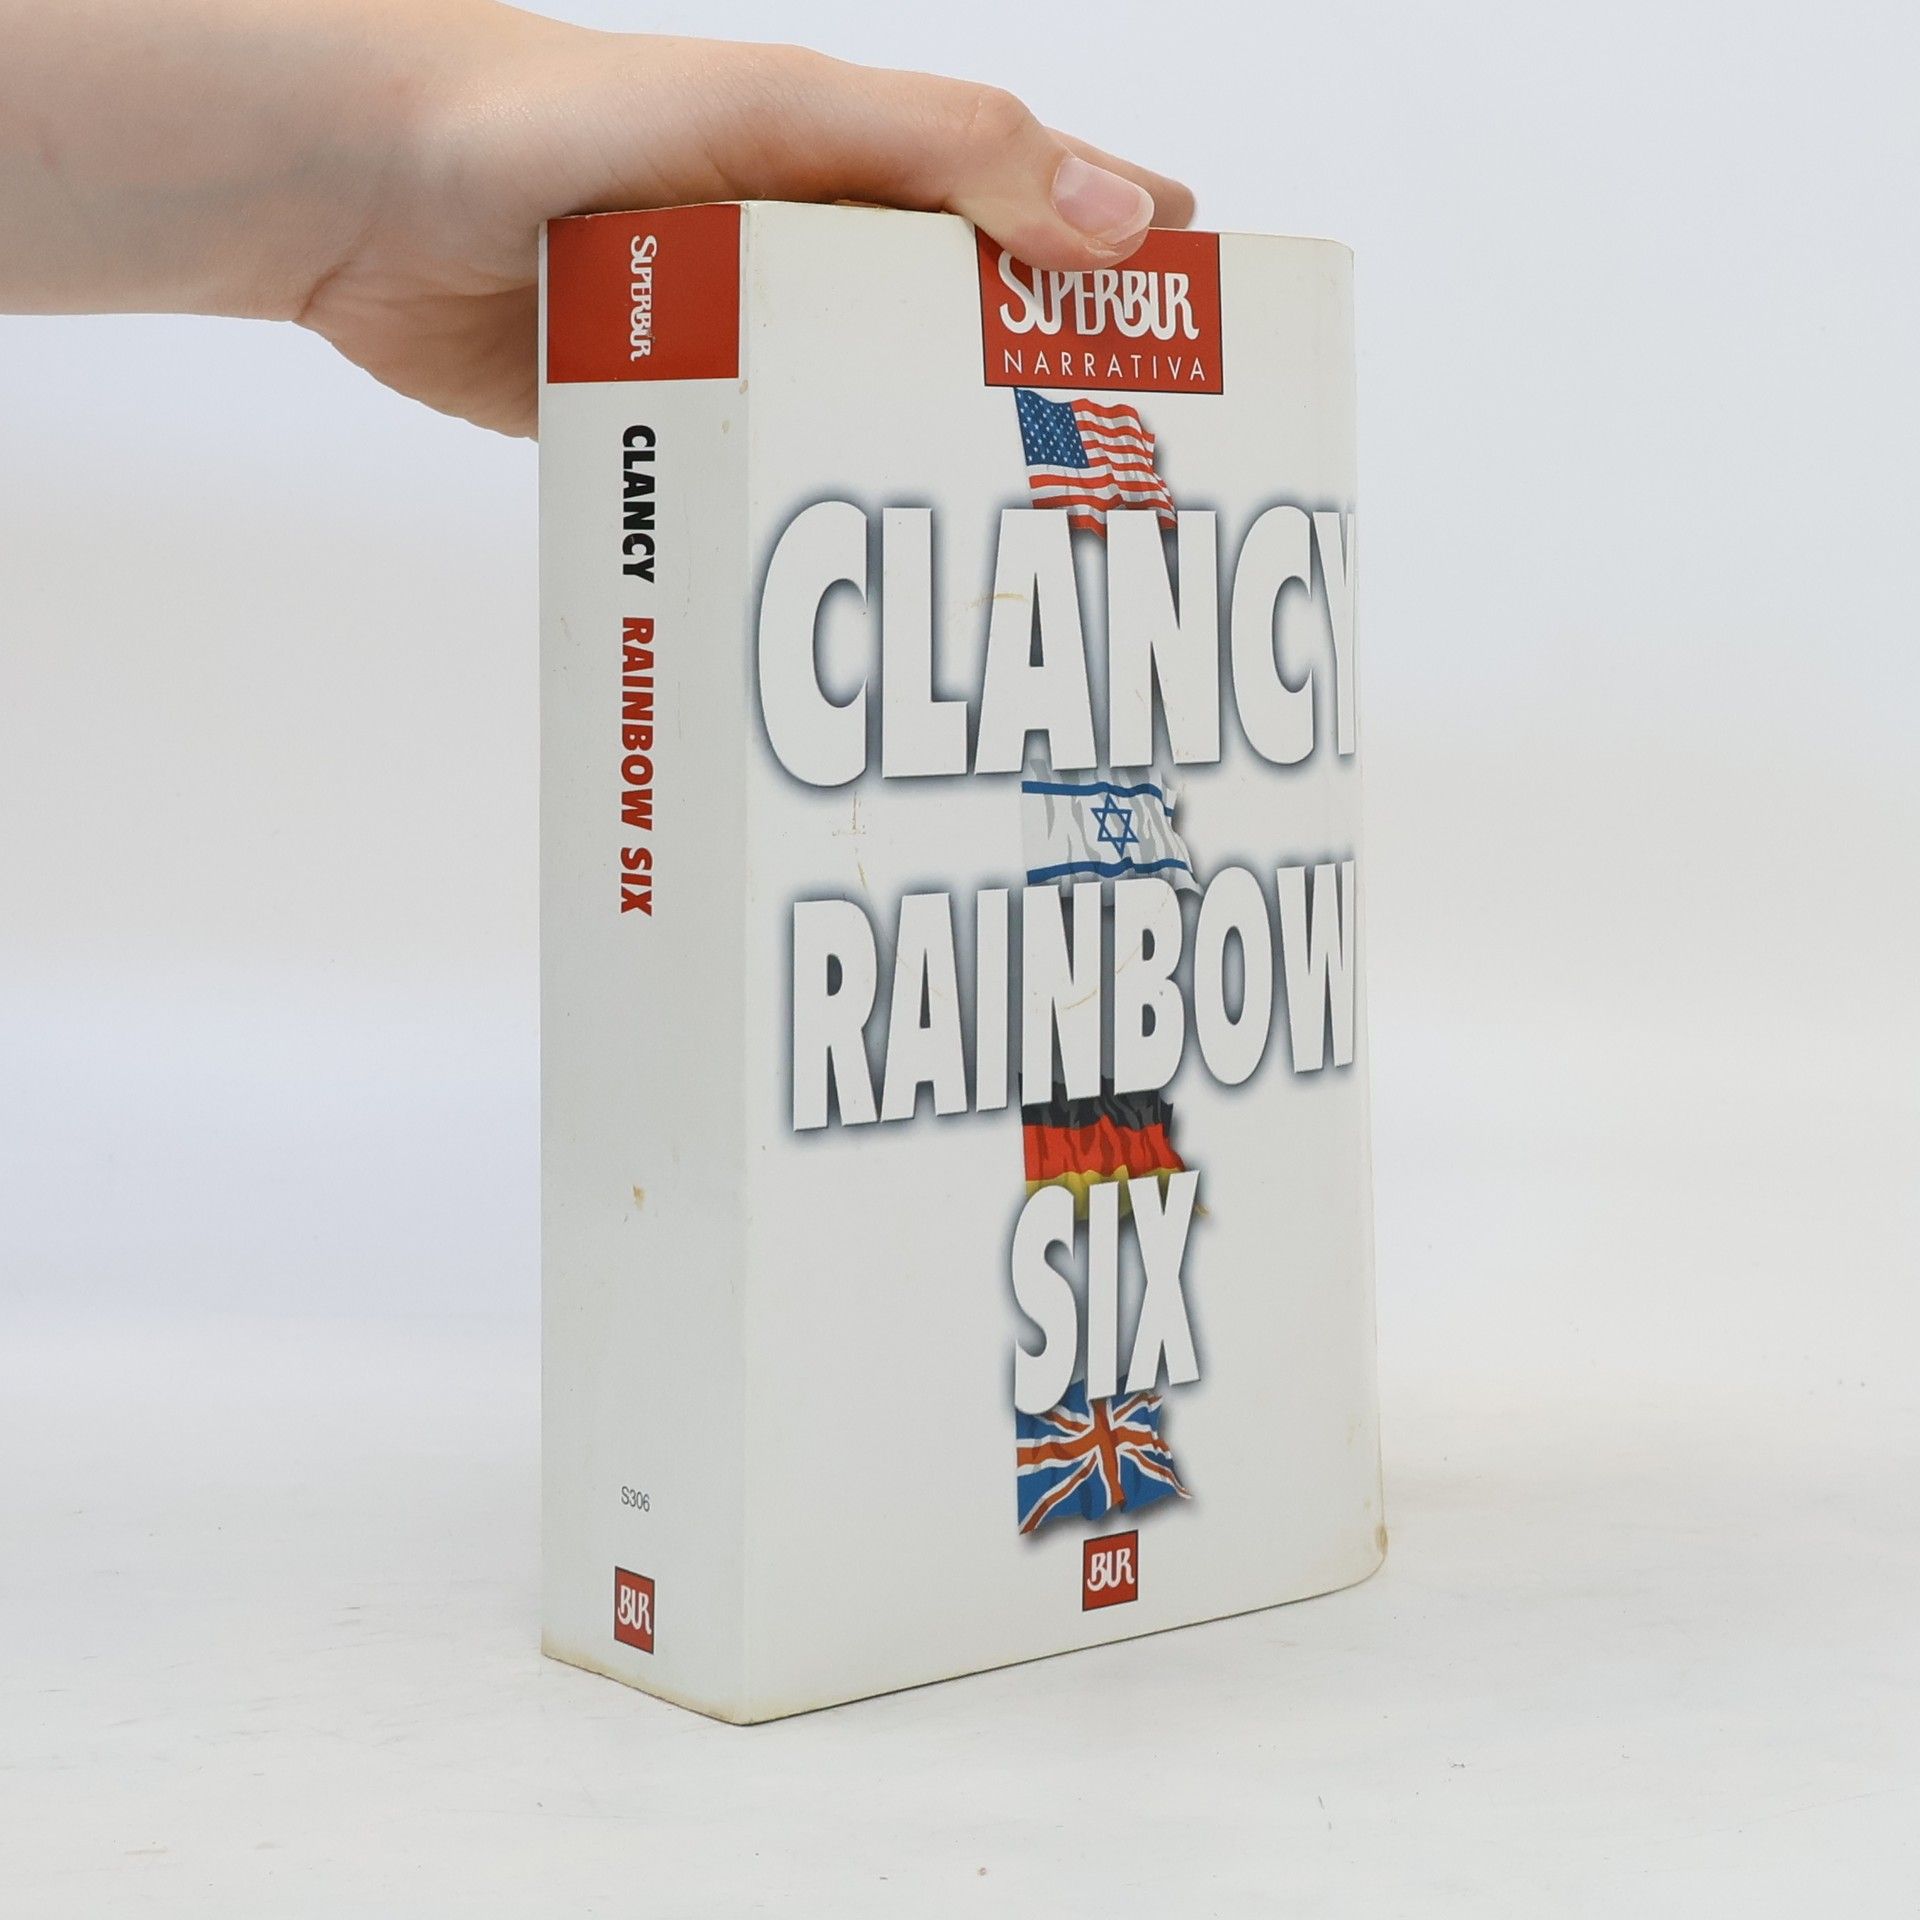 SUPERBUR
CLANCY RAINBOW SIX
S306
BUR
SUPERBUR
NARRATIVA
CLANCY
RAINBOW
SIX
BUR